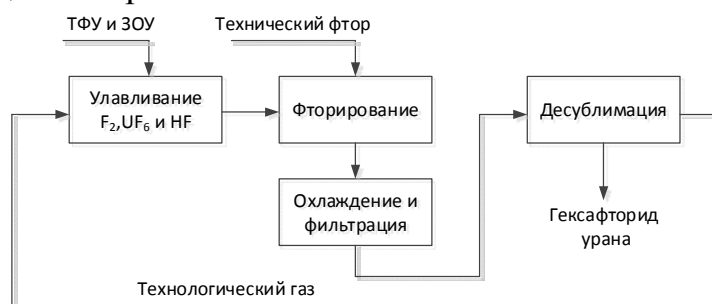 ТФУ и ЗОУ
Технический фтор
Улавливание
F₂,UF₆ и HF
Фторирование
Десублимация
Охлаждение и
фильтрация
Гексафторид
урана
Технологический газ